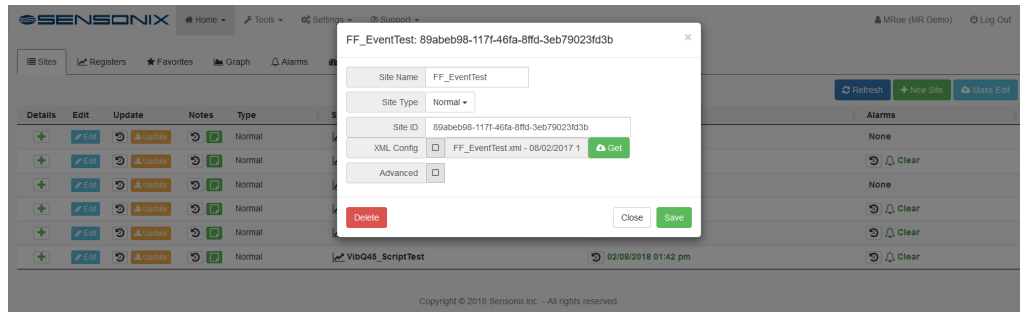 SENSONIX Home Tools Settings Support MRue (MR Demo) Log Out
FF_EventTest: 89abeb98-117f-46fa-8ffd-3eb79023fd3b ×
Sites Registers Favorites Graph Alarms
Site Name FF_EventTest
Refresh New Site Mass Edit
Site Type Normal
Details Edit Update Notes Type Alarms
Site ID 89abeb98-117f-46fa-8ffd-3eb79023fd3b
Edit Update Normal None
XML Config FF_EventTest.xml - 08/02/2017 1 Get
Edit Update Normal Clear
Advanced
Edit Update Normal None
Edit Update Normal Clear
Delete Close Save
Edit Update Normal Clear
Edit Update Normal VibQ45_ScriptTest 02/08/2018 01:42 pm Clear
Copyright © 2018 Sensonix Inc. - All rights reserved.